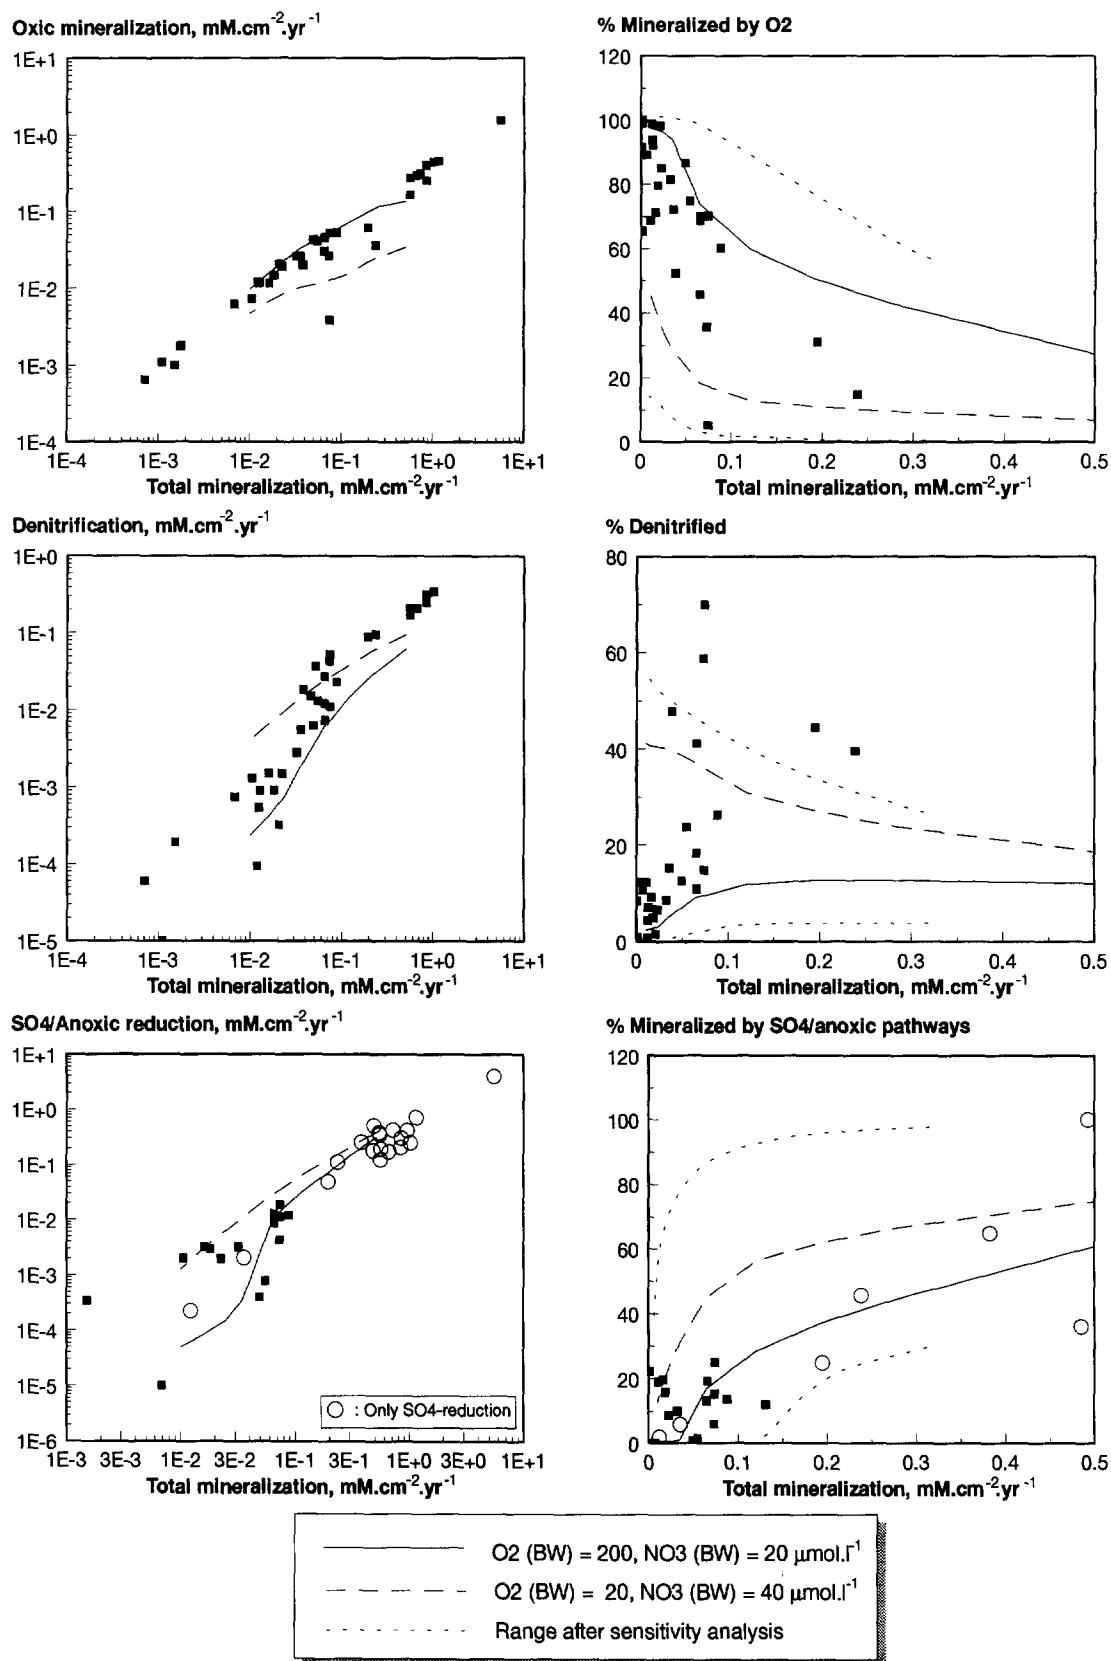 Oxic mineralization, mM.cm⁻².yr⁻¹
1E+1
1E+0
1E-1
1E-2
1E-3
1E-4
1E-4 1E-3 1E-2 1E-1 1E+0 1E+1
Total mineralization, mM.cm⁻².yr⁻¹
% Mineralized by O2
120
100
80
60
40
20
0
0 0.1 0.2 0.3 0.4 0.5
Total mineralization, mM.cm⁻².yr⁻¹
Denitrification, mM.cm⁻².yr⁻¹
1E+0
1E-1
1E-2
1E-3
1E-4
1E-5
1E-4 1E-3 1E-2 1E-1 1E+0 1E+1
Total mineralization, mM.cm⁻².yr⁻¹
% Denitrified
80
60
40
20
0
0 0.1 0.2 0.3 0.4 0.5
Total mineralization, mM.cm⁻².yr⁻¹
SO4/Anoxic reduction, mM.cm⁻².yr⁻¹
1E+1
1E+0
1E-1
1E-2
1E-3
1E-4
1E-5
1E-6
○ : Only SO4-reduction
1E-3 3E-3 1E-2 3E-2 1E-1 3E-1 1E+0 3E+0 1E+1
Total mineralization, mM.cm⁻².yr⁻¹
% Mineralized by SO4/anoxic pathways
120
100
80
60
40
20
0
0 0.1 0.2 0.3 0.4 0.5
Total mineralization, mM.cm⁻².yr⁻¹
O2 (BW) = 200, NO3 (BW) = 20 µmol.l⁻¹
O2 (BW) = 20, NO3 (BW) = 40 µmol.l⁻¹
Range after sensitivity analysis